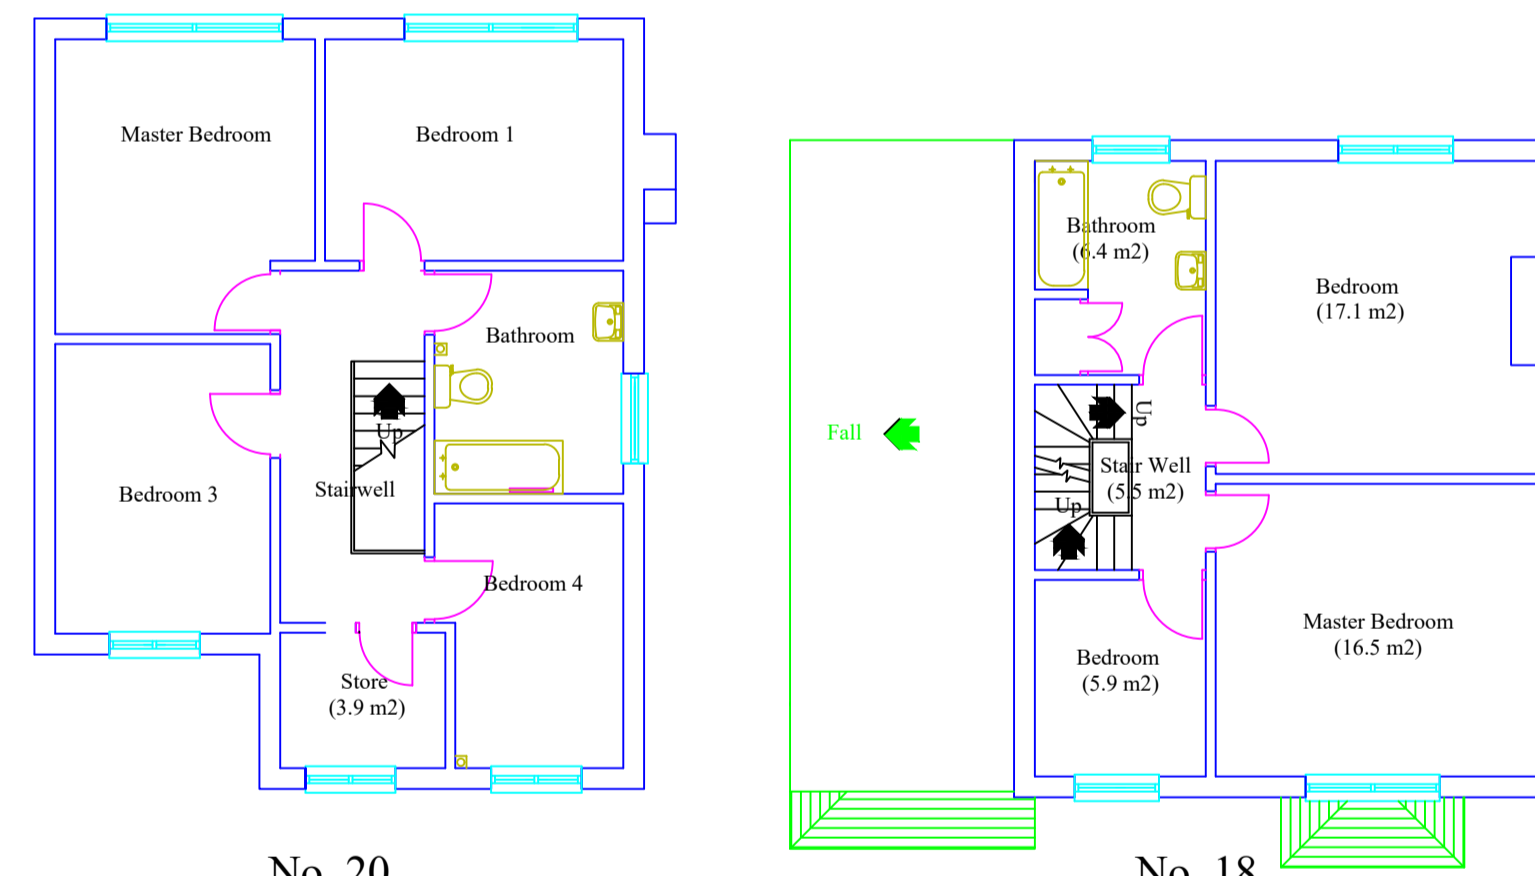 Master Bedroom
Bedroom 1
Bathroom
Up
Stairwell
Bedroom 3
Bedroom 4
Store
(3.9 m2)
No. 20
Bathroom
(6.4 m2)
Bedroom
(17.1 m2)
Fall
Up
Stair Well
(5.5 m2)
Up
Master Bedroom
(16.5 m2)
Bedroom
(5.9 m2)
No. 18